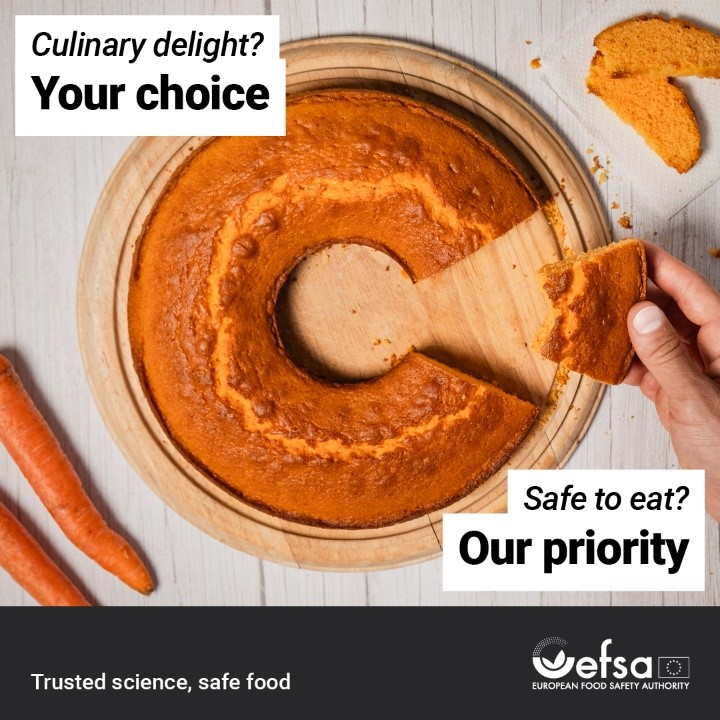 Culinary delight?
Your choice
Safe to eat?
Our priority
Trusted science, safe food
efsa
EUROPEAN FOOD SAFETY AUTHORITY